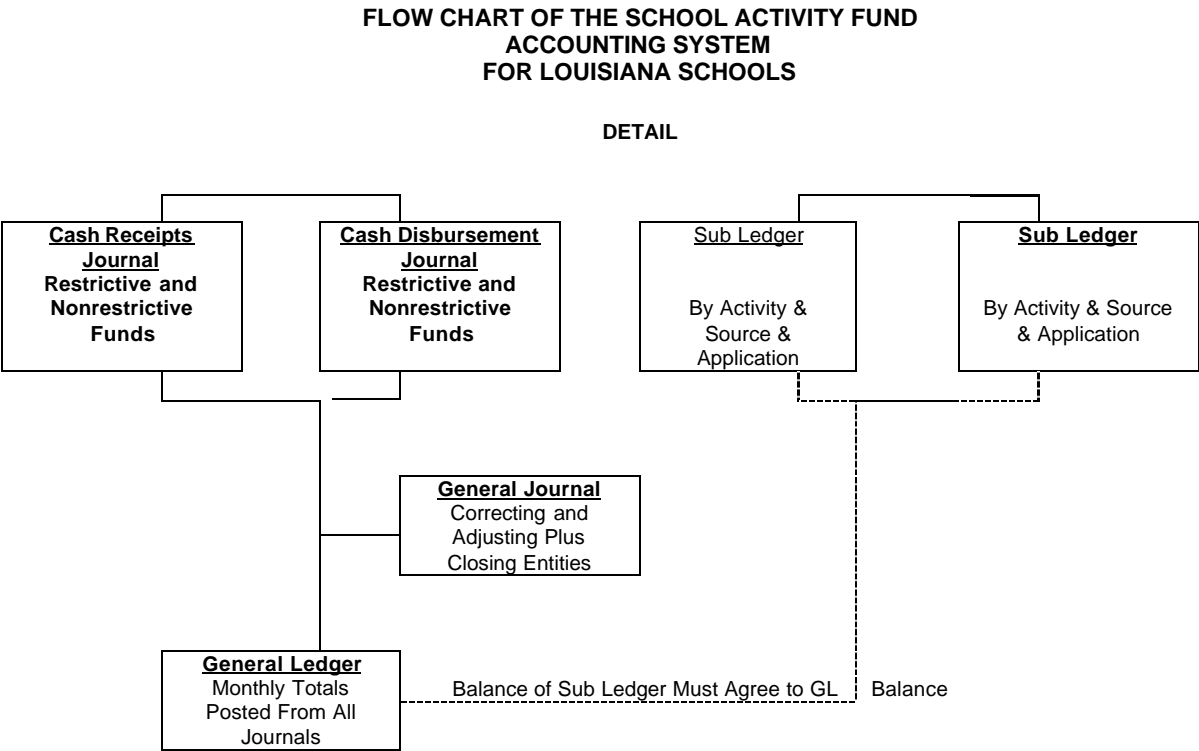 FLOW CHART OF THE SCHOOL ACTIVITY FUND
ACCOUNTING SYSTEM
FOR LOUISIANA SCHOOLS
DETAIL
Cash Receipts
Journal
Restrictive and
Nonrestrictive
Funds
Cash Disbursement
Journal
Restrictive and
Nonrestrictive
Funds
Sub Ledger
By Activity &
Source &
Application
Sub Ledger
By Activity & Source
& Application
General Journal
Correcting and
Adjusting Plus
Closing Entities
General Ledger
Monthly Totals
Posted From All
Journals
Balance of Sub Ledger Must Agree to GL Balance